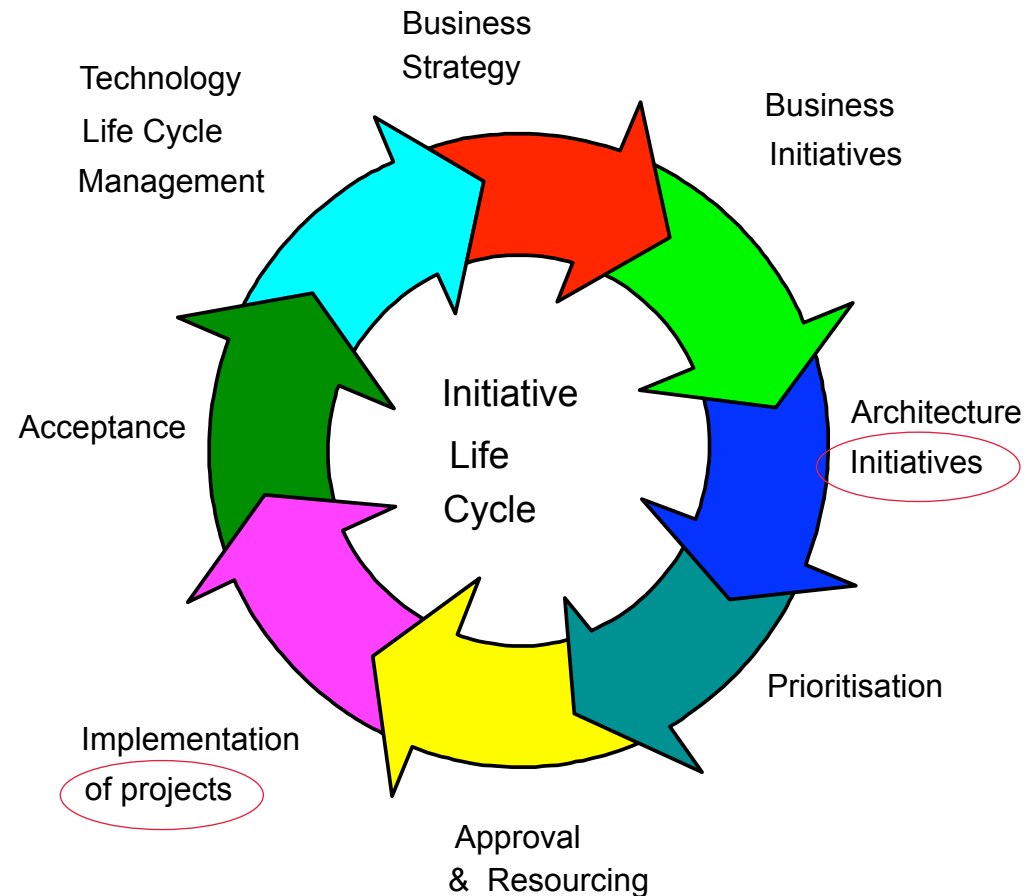 Business
Strategy
Business
Initiatives
Architecture
Initiatives
Prioritisation
Approval
& Resourcing
Implementation
of projects
Acceptance
Technology
Life Cycle
Management
Initiative
Life
Cycle